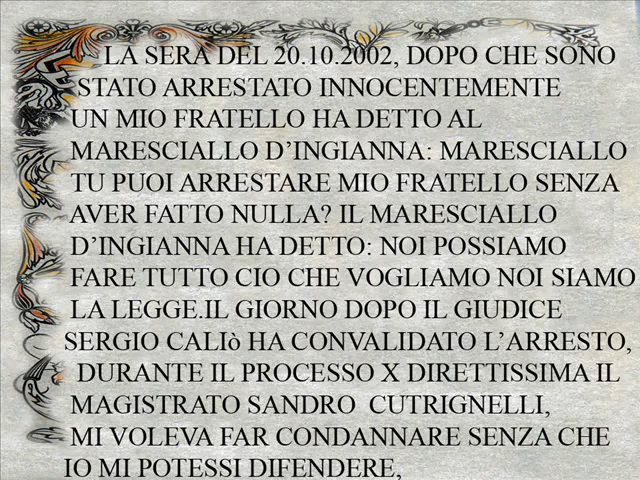 LA SERA DEL 20.10.2002, DOPO CHE SONO
STATO ARRESTATO INNOCENTEMENTE
UN MIO FRATELLO HA DETTO AL
MARESCIALLO D’INGIANNA: MARESCIALLO
TU PUOI ARRESTARE MIO FRATELLO SENZA
AVER FATTO NULLA? IL MARESCIALLO
D’INGIANNA HA DETTO: NOI POSSIAMO
FARE TUTTO CIO CHE VOGLIAMO NOI SIAMO
LA LEGGE.IL GIORNO DOPO IL GIUDICE
SERGIO CALIò HA CONVALIDATO L’ARRESTO,
DURANTE IL PROCESSO X DIRETTISSIMA IL
MAGISTRATO SANDRO CUTRIGNELLI,
MI VOLEVA FAR CONDANNARE SENZA CHE
IO MI POTESSI DIFENDERE,